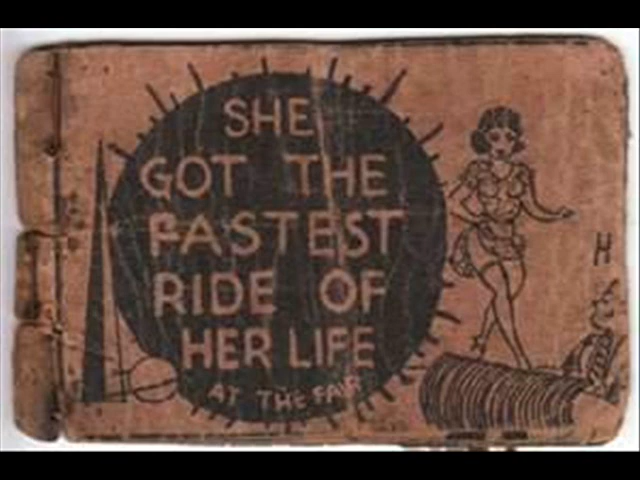 SHE
GOT THE
FASTEST
RIDE OF
HER LIFE
AT THE FAIR
H